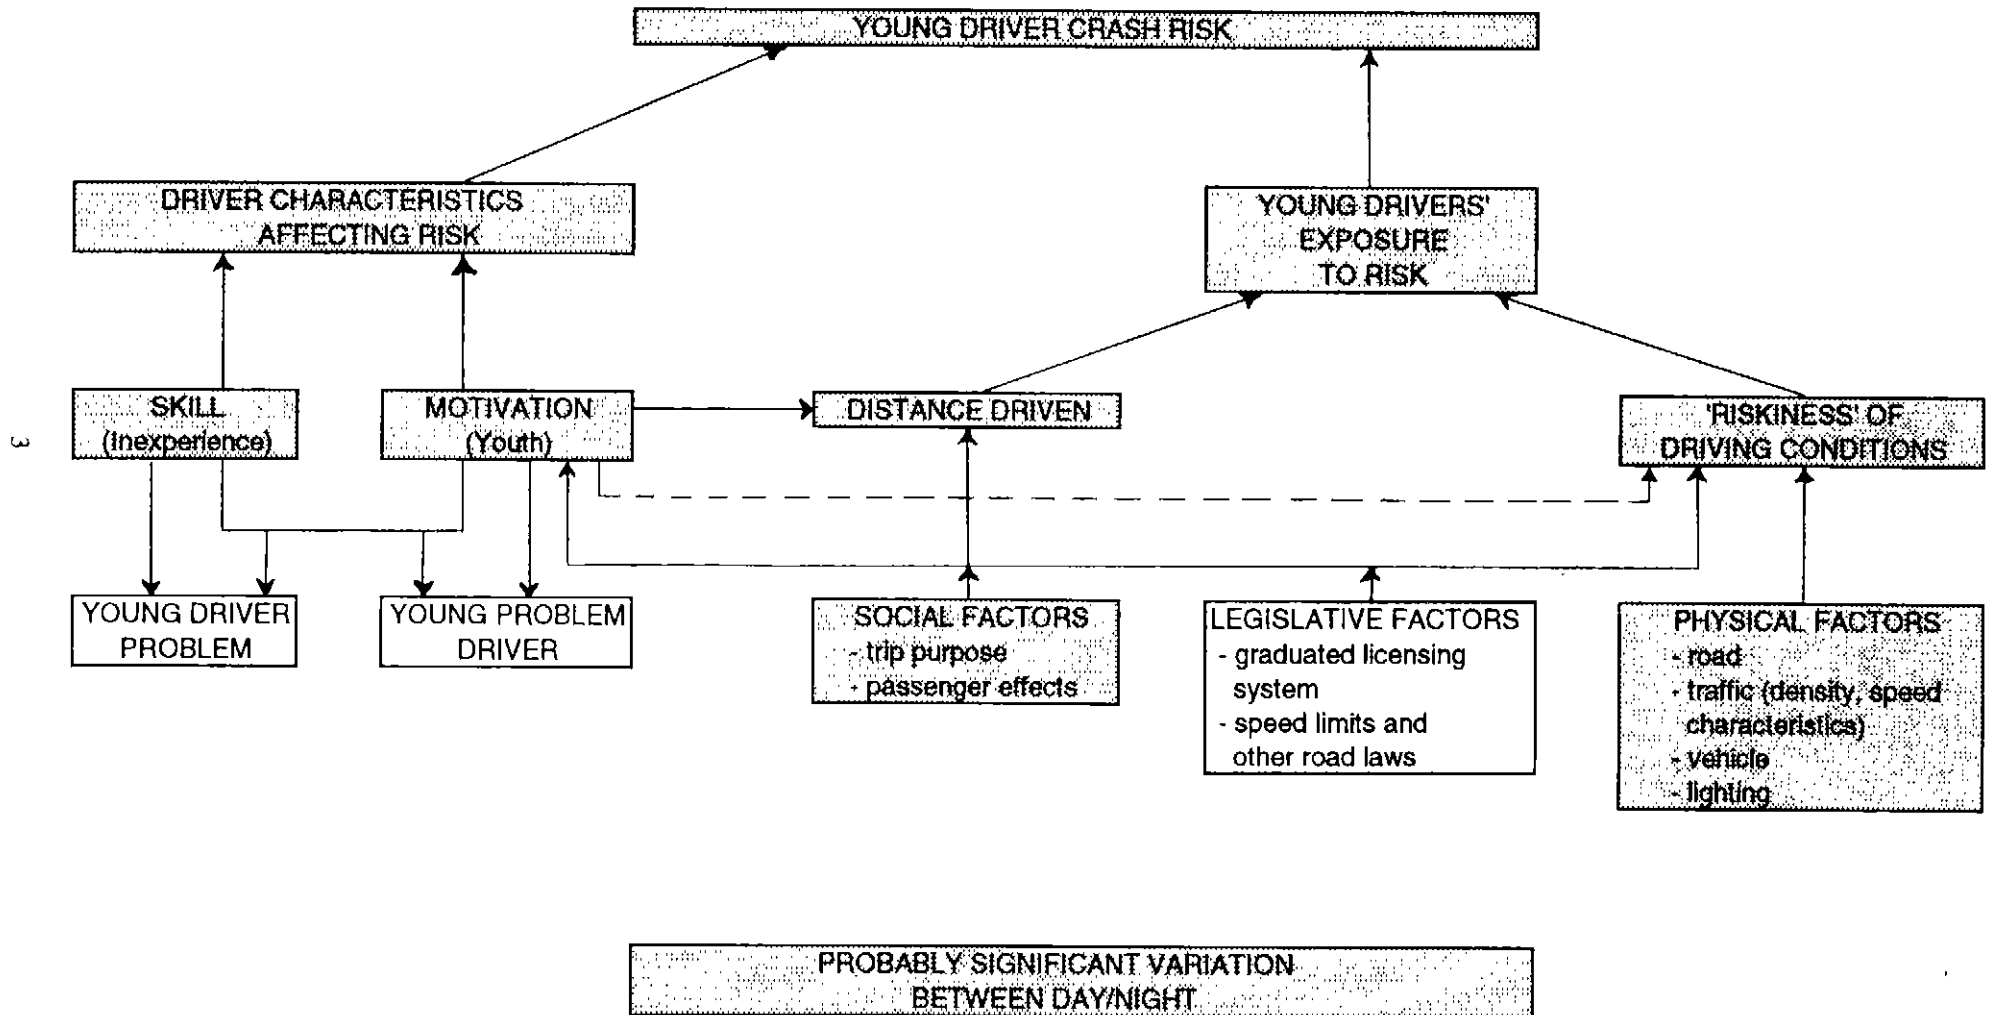 YOUNG DRIVER CRASH RISK
DRIVER CHARACTERISTICS
AFFECTING RISK
YOUNG DRIVERS'
EXPOSURE
TO RISK
SKILL
(Inexperience)
MOTIVATION
(Youth)
DISTANCE DRIVEN
'RISKINESS' OF
DRIVING CONDITIONS
3
YOUNG DRIVER
PROBLEM
YOUNG PROBLEM
DRIVER
SOCIAL FACTORS
- trip purpose
- passenger effects
LEGISLATIVE FACTORS
- graduated licensing
system
- speed limits and
other road laws
PHYSICAL FACTORS
- road
- traffic (density, speed
characteristics)
- vehicle
- lighting
PROBABLY SIGNIFICANT VARIATION
BETWEEN DAY/NIGHT